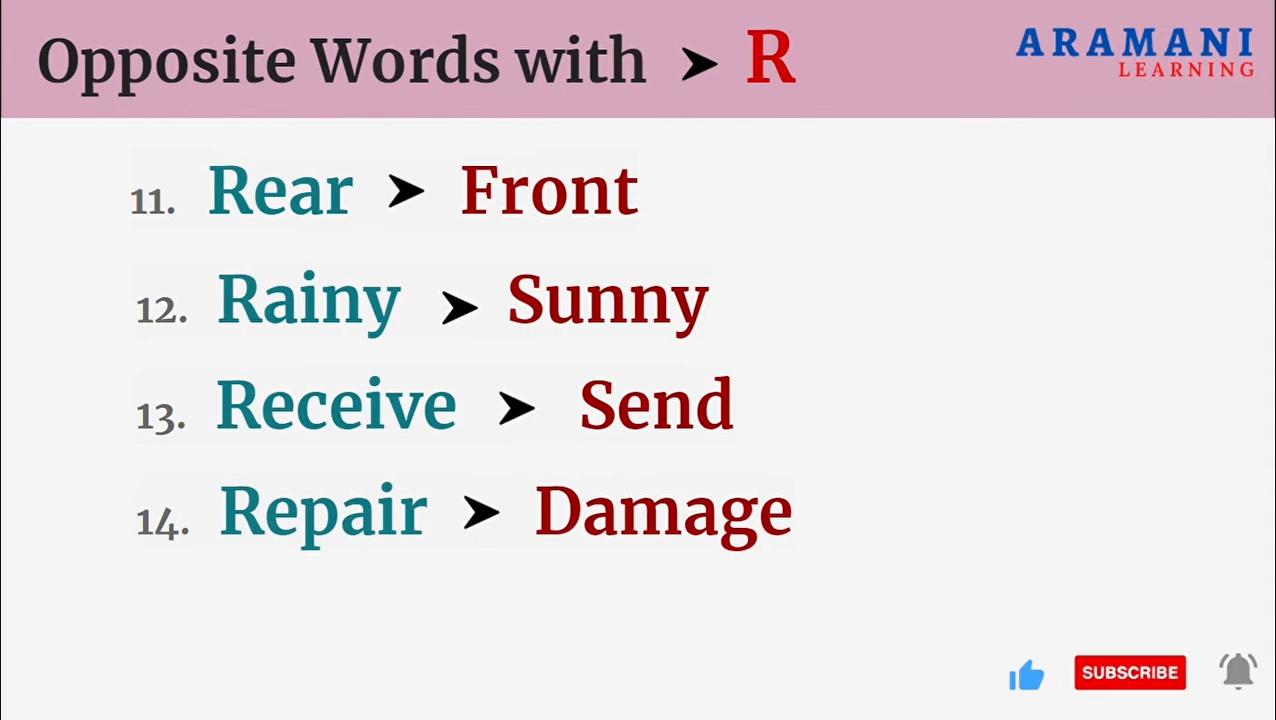 Opposite Words with ➤ R
ARAMANI
LEARNING
11. Rear ➤ Front
12. Rainy ➤ Sunny
13. Receive ➤ Send
14. Repair ➤ Damage
SUBSCRIBE